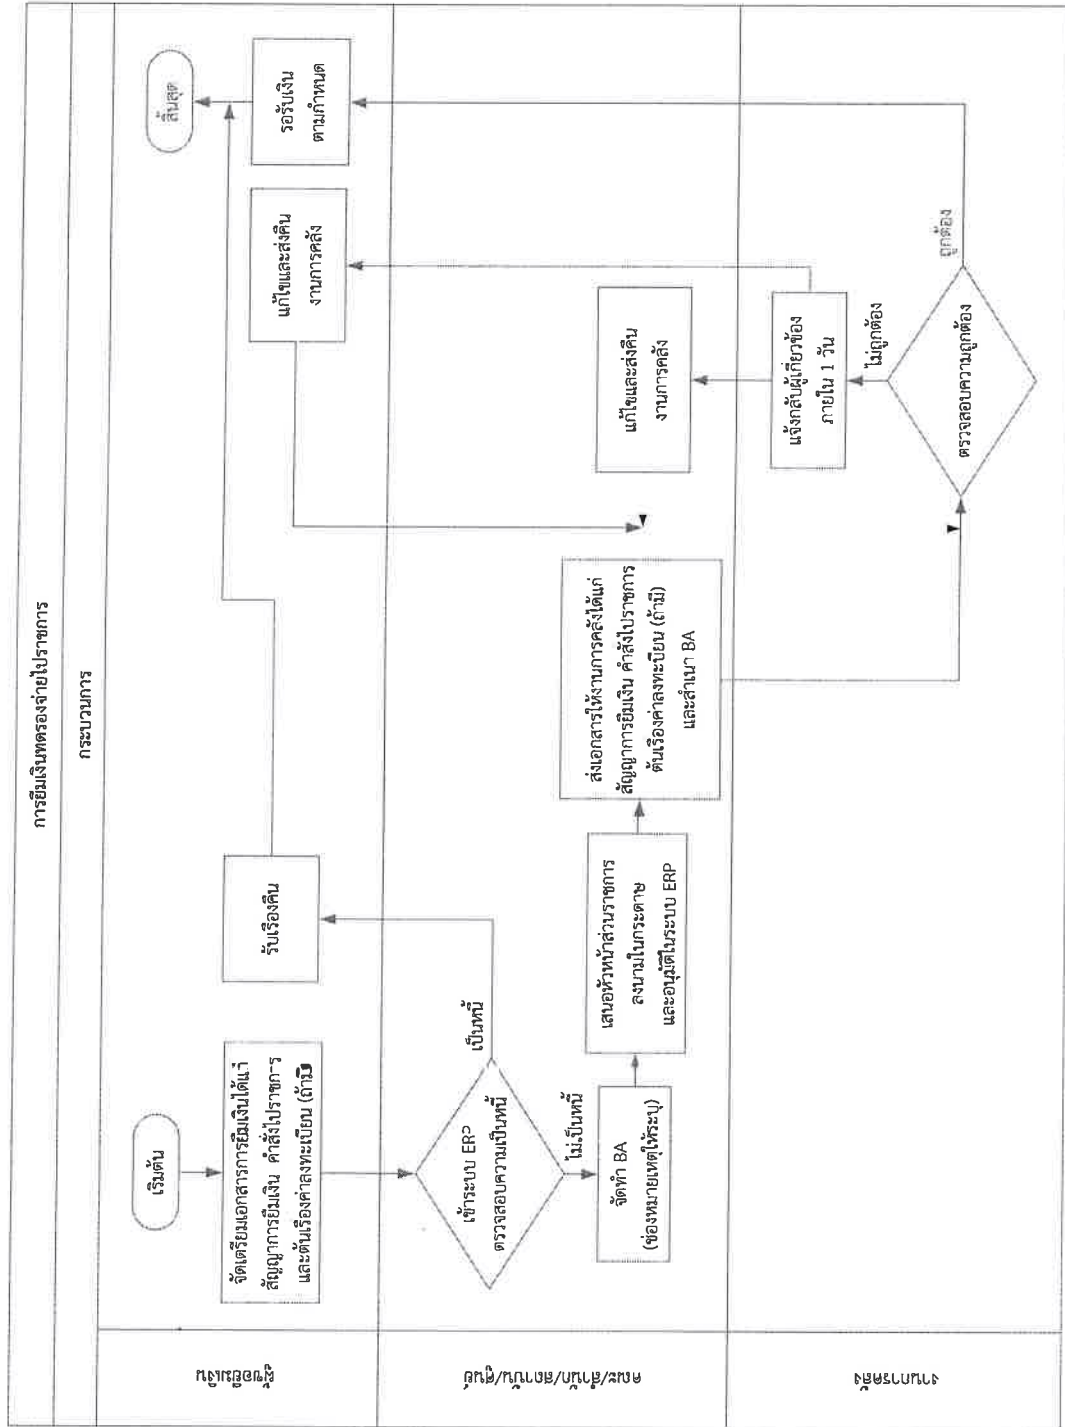 การยืมเงินทดรองจ่ายไปราชการ
กระบวนการ
ผู้ขอยืมเงิน
เริ่มต้น
จัดเตรียมเอกสารการยืมเงินได้แก่
สัญญาการยืมเงิน คำสั่งไปราชการ
และต้นเรื่องค่าลงทะเบียน (ถ้ามี)
รับเรื่องคืน
แก้ไขและส่งคืน
งานการคลัง
รอรับเงิน
ตามกำหนด
สิ้นสุด
คณะ/สำนัก/สถาบัน/ศูนย์
เข้าระบบ ERP
ตรวจสอบความเป็นหนี้
เป็นหนี้
ไม่เป็นหนี้
จัดทำ BA
(ช่องหมายเหตุให้ระบุ)
เสนอหัวหน้าส่วนราชการ
ลงนามในกระดาษ
และอนุมัติในระบบ ERP
ส่งเอกสารให้งานการคลังได้แก่
สัญญาการยืมเงิน คำสั่งไปราชการ
ต้นเรื่องค่าลงทะเบียน (ถ้ามี)
และสำเนา BA
แก้ไขและส่งคืน
งานการคลัง
งานการคลัง
แจ้งกลับผู้เกี่ยวข้อง
ภายใน 1 วัน
ไม่ถูกต้อง
ตรวจสอบความถูกต้อง
ถูกต้อง